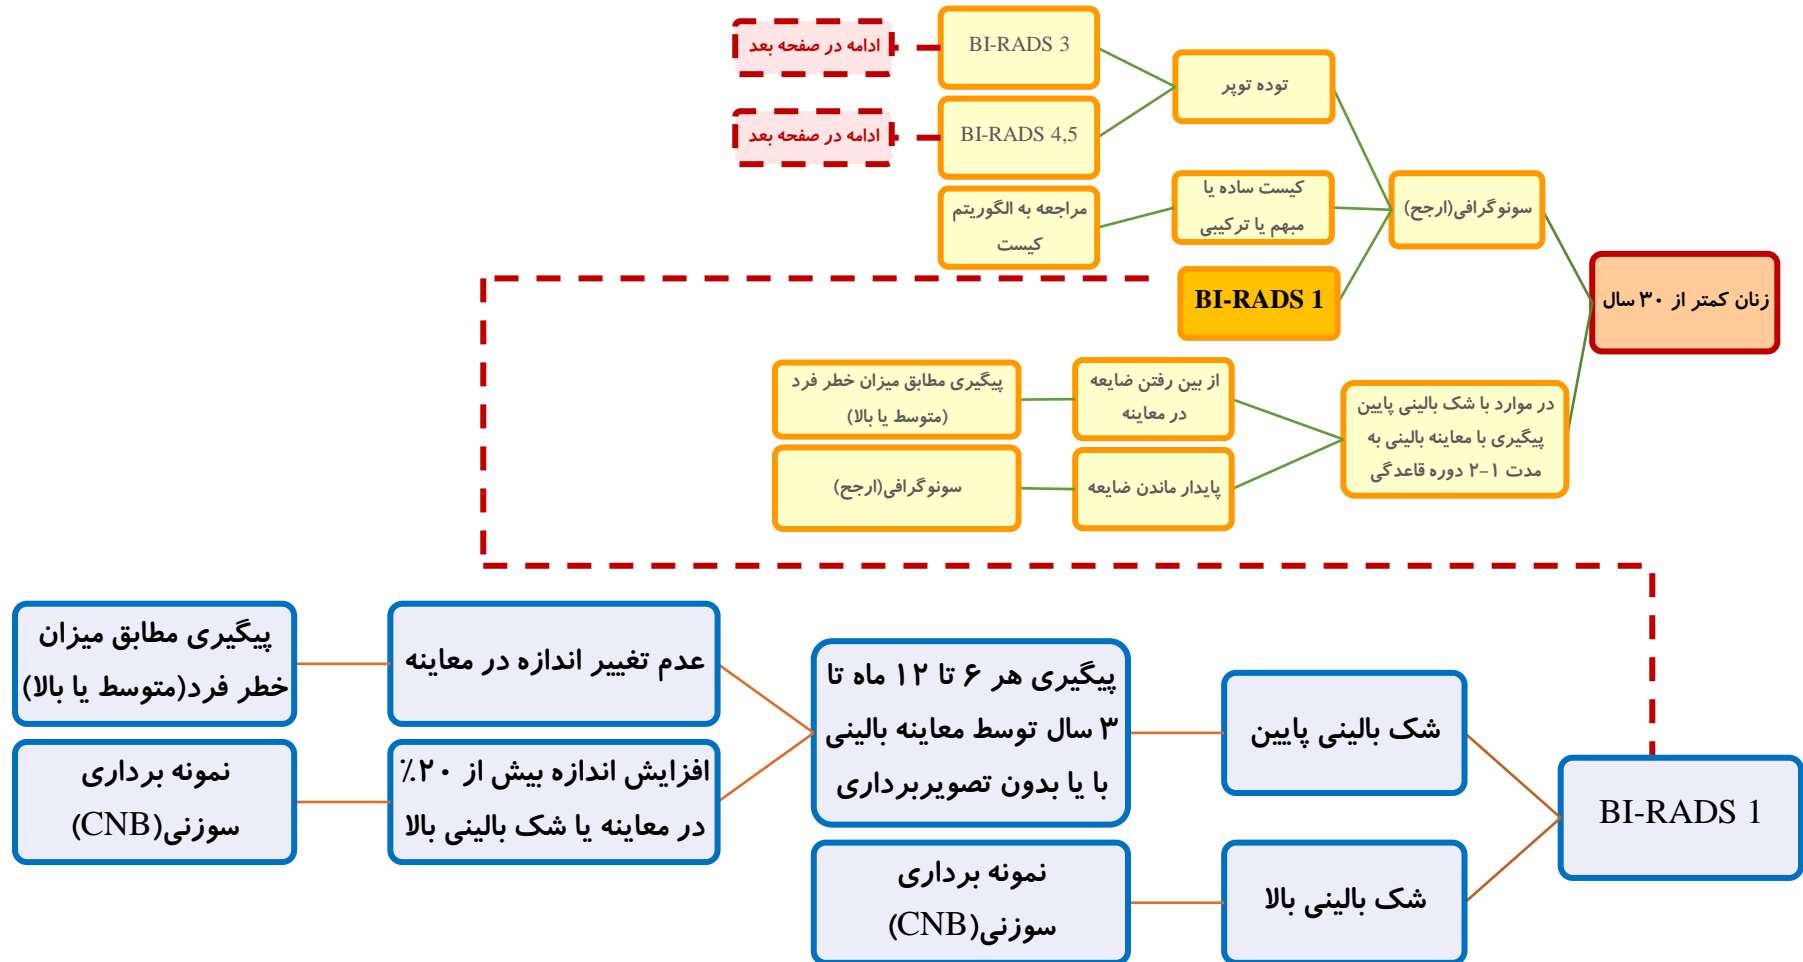 زنان کمتر از ۳۰ سال
سونوگرافی(ارجح)
توده توپر
BI-RADS 3
ادامه در صفحه بعد
BI-RADS 4,5
ادامه در صفحه بعد
کیست ساده یا
مبهم یا ترکیبی
مراجعه به الگوریتم
کیست
BI-RADS 1
در موارد با شک بالینی پایین
پیگیری با معاینه بالینی به
مدت ۱-۲ دوره قاعدگی
از بین رفتن ضایعه
در معاینه
پیگیری مطابق میزان خطر فرد
(متوسط یا بالا)
پایدار ماندن ضایعه
سونوگرافی(ارجح)
BI-RADS 1
شک بالینی پایین
پیگیری هر ۶ تا ۱۲ ماه تا
۳ سال توسط معاینه بالینی
با یا بدون تصویربرداری
عدم تغییر اندازه در معاینه
پیگیری مطابق میزان
خطر فرد(متوسط یا بالا)
افزایش اندازه بیش از ۲۰٪
در معاینه یا شک بالینی بالا
نمونه برداری
سوزنی(CNB)
شک بالینی بالا
نمونه برداری
سوزنی(CNB)